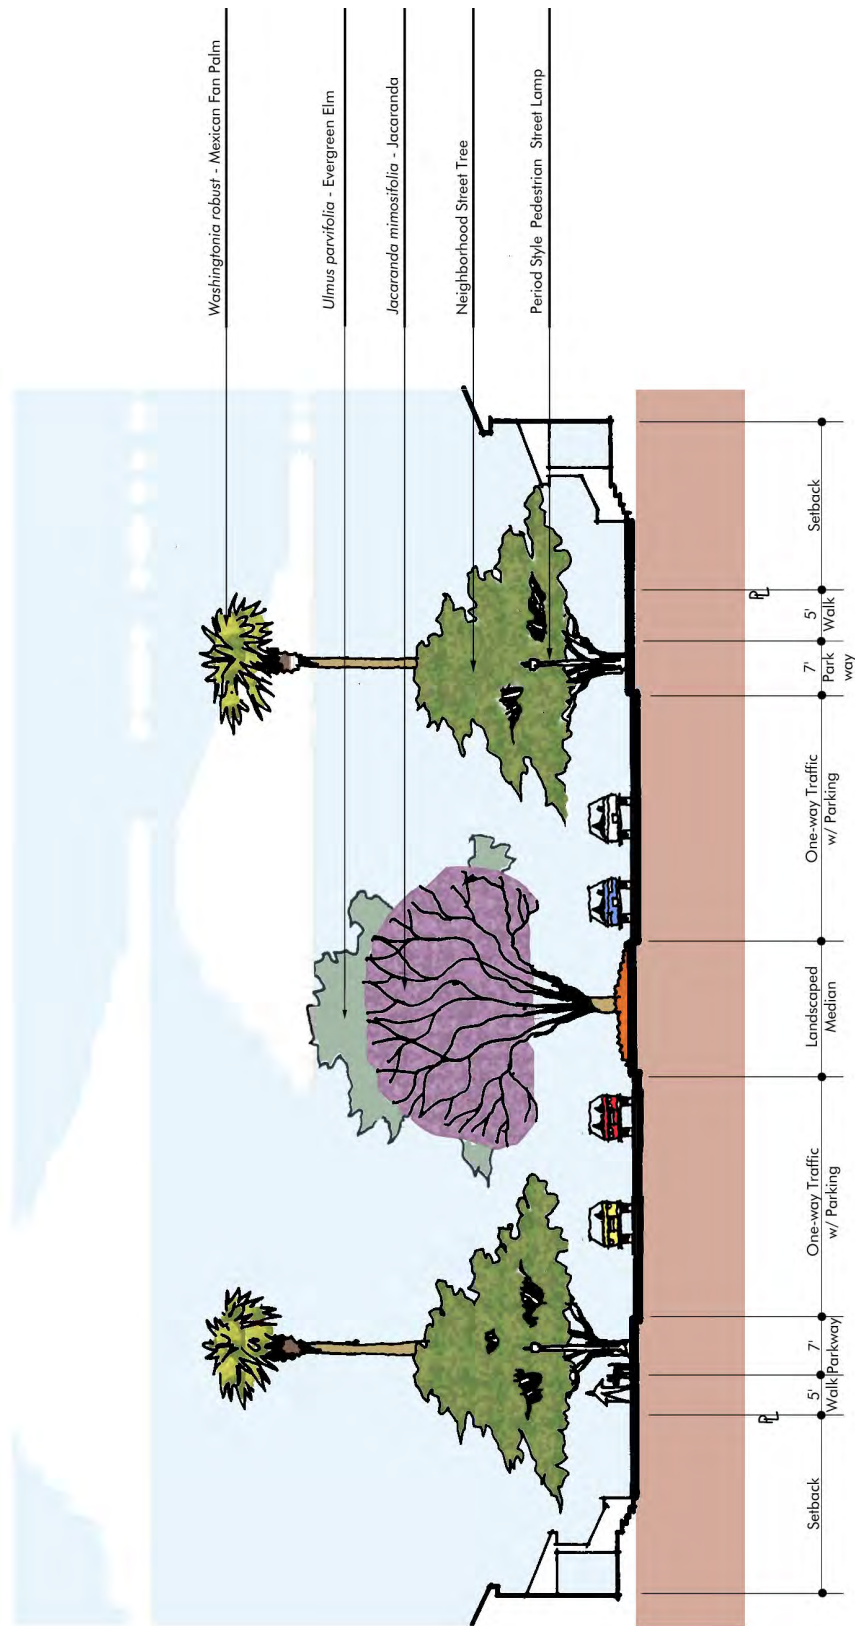 Washingtonia robust - Mexican Fan Palm
Ulmus parvifolia - Evergreen Elm
Jacaranda mimosifolia - Jacaranda
Neighborhood Street Tree
Period Style Pedestrian Street Lamp
Setback
PL
5'
Walk
7'
Parkway
One-way Traffic
w/ Parking
Landscaped
Median
One-way Traffic
w/ Parking
7'
Park
way
5'
Walk
PL
Setback